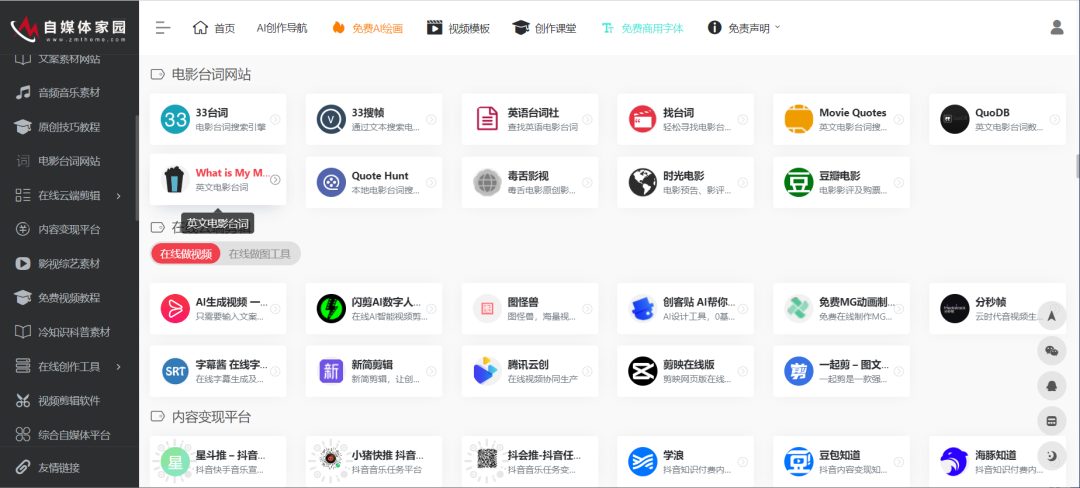 自媒体家园
www.zmthome.com
首页
AI创作导航
免费AI绘画
视频模板
创作课堂
免费商用字体
免责声明
文案素材网站
音频音乐素材
原创技巧教程
词 电影台词网站
在线云端剪辑
内容变现平台
影视综艺素材
免费视频教程
冷知识科普素材
在线创作工具
视频剪辑软件
综合自媒体平台
友情链接
电影台词网站
33
33台词
电影台词搜索引擎
33搜帧
通过文本搜索电...
英语台词社
查找英语电影台词
找台词
轻松寻找电影台...
Movie Quotes
英文电影台词搜...
QuoDB
英文电影台词数...
What is My M...
英文电影台词
Quote Hunt
本地电影台词搜...
毒舌影视
毒舌电影原创影...
时光电影
电影预告、影评...
豆
豆瓣电影
电影影评及购票...
英文电影台词
在
在线做视频
在线做图工具
AI生成视频 一...
只需要输入文案...
闪剪AI数字人...
在线AI智能视频剪...
图怪兽
图怪兽，海量视...
创客贴 AI帮你...
AI设计工具，0基...
免费MG动画制...
免费在线制作MG...
分秒帧
云时代音视频生...
SRT
字幕酱 在线字...
在线字幕生成及...
新
新简剪辑
新简剪辑，让创...
腾讯云创
在线视频协同生产
剪映在线版
剪映网页版在线...
剪
一起剪 – 图文...
一起剪是一款强...
内容变现平台
星
星斗推 – 抖音...
抖音快手音乐宣...
小猪快推 抖音...
抖音音乐任务平台
抖会推-抖音任...
抖音音乐任务变...
学浪
抖音知识付费内...
豆包知道
抖音内容变现知...
海豚知道
抖音知识付费内...